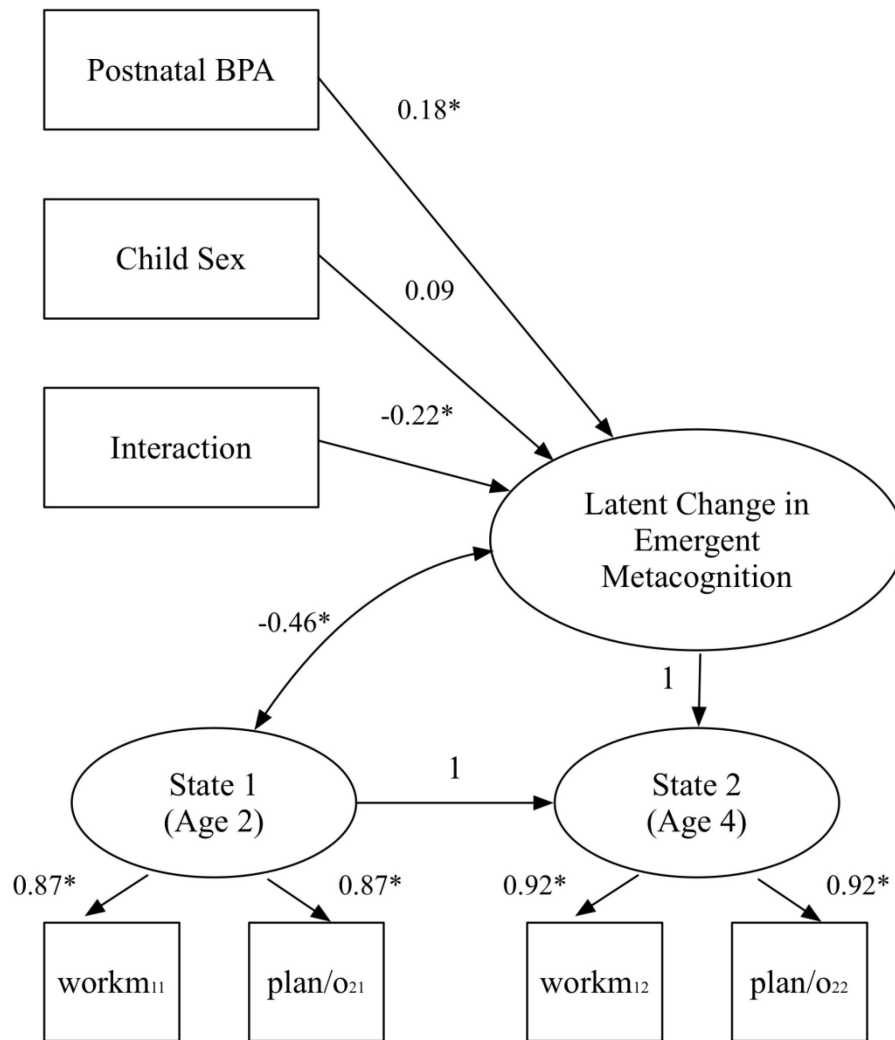 Postnatal BPA
0.18*
Child Sex
0.09
Interaction
-0.22*
Latent Change in
Emergent
Metacognition
-0.46*
1
State 1
(Age 2)
1
State 2
(Age 4)
0.87*
0.87*
0.92*
0.92*
workm₁₁
plan/o₂₁
workm₁₂
plan/o₂₂